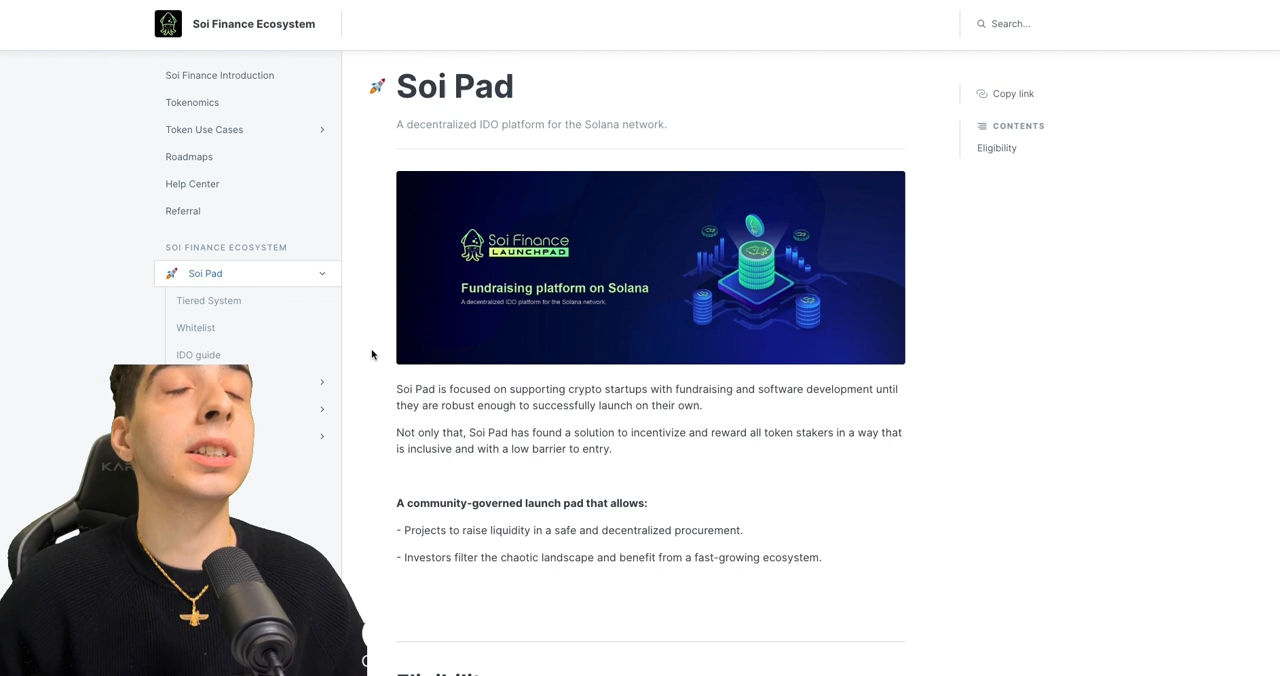 Soi Finance Ecosystem
Search...
Soi Finance Introduction
Tokenomics
Token Use Cases
Roadmaps
Help Center
Referral
SOI FINANCE ECOSYSTEM
🚀 Soi Pad
Tiered System
Whitelist
IDO guide
🚀 Soi Pad
A decentralized IDO platform for the Solana network.
Soi Finance
LAUNCHPAD
Fundraising platform on Solana
A decentralized IDO platform for the Solana network.
Soi Pad is focused on supporting crypto startups with fundraising and software development until
they are robust enough to successfully launch on their own.
Not only that, Soi Pad has found a solution to incentivize and reward all token stakers in a way that
is inclusive and with a low barrier to entry.
A community-governed launch pad that allows:
- Projects to raise liquidity in a safe and decentralized procurement.
- Investors filter the chaotic landscape and benefit from a fast-growing ecosystem.
Copy link
CONTENTS
Eligibility